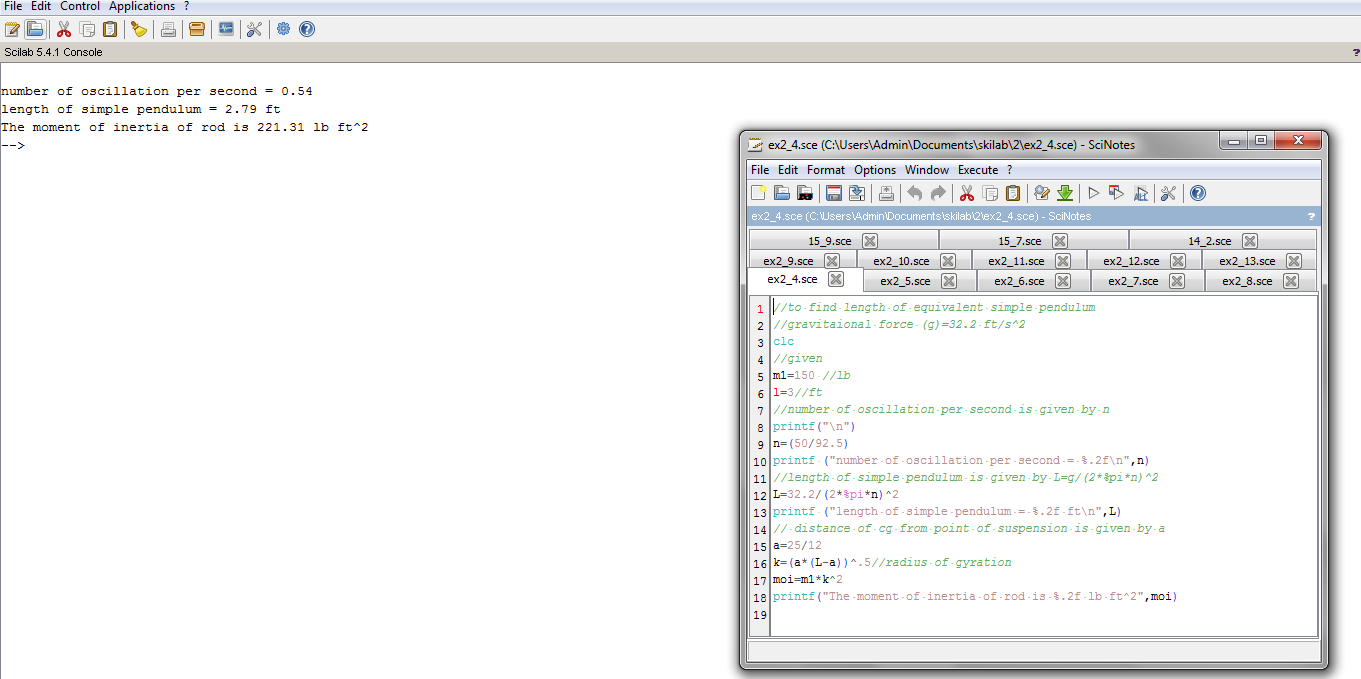 File Edit Control Applications ?
Scilab 5.4.1 Console ?
number of oscillation per second = 0.54
length of simple pendulum = 2.79 ft
The moment of inertia of rod is 221.31 lb ft^2
-->
ex2_4.sce (C:\Users\Admin\Documents\skilab\2\ex2_4.sce) - SciNotes
File Edit Format Options Window Execute ?
ex2_4.sce (C:\Users\Admin\Documents\skilab\2\ex2_4.sce) - SciNotes ?
15_9.sce 15_7.sce 14_2.sce
ex2_9.sce ex2_10.sce ex2_11.sce ex2_12.sce ex2_13.sce
ex2_4.sce ex2_5.sce ex2_6.sce ex2_7.sce ex2_8.sce
1 //to find length of equivalent simple pendulum
2 //gravitaional force (g)=32.2 ft/s^2
3 clc
4 //given
5 m1=150 //lb
6 l=3//ft
7 //number of oscillation per second is given by n
8 printf("\n")
9 n=(50/92.5)
10 printf ("number of oscillation per second = %.2f\n",n)
11 //length of simple pendulum is given by L=g/(2*%pi*n)^2
12 L=32.2/(2*%pi*n)^2
13 printf ("length of simple pendulum = %.2f ft\n",L)
14 // distance of cg from point of suspension is given by a
15 a=25/12
16 k=(a*(L-a))^.5//radius of gyration
17 moi=m1*k^2
18 printf("The moment of inertia of rod is %.2f lb ft^2",moi)
19